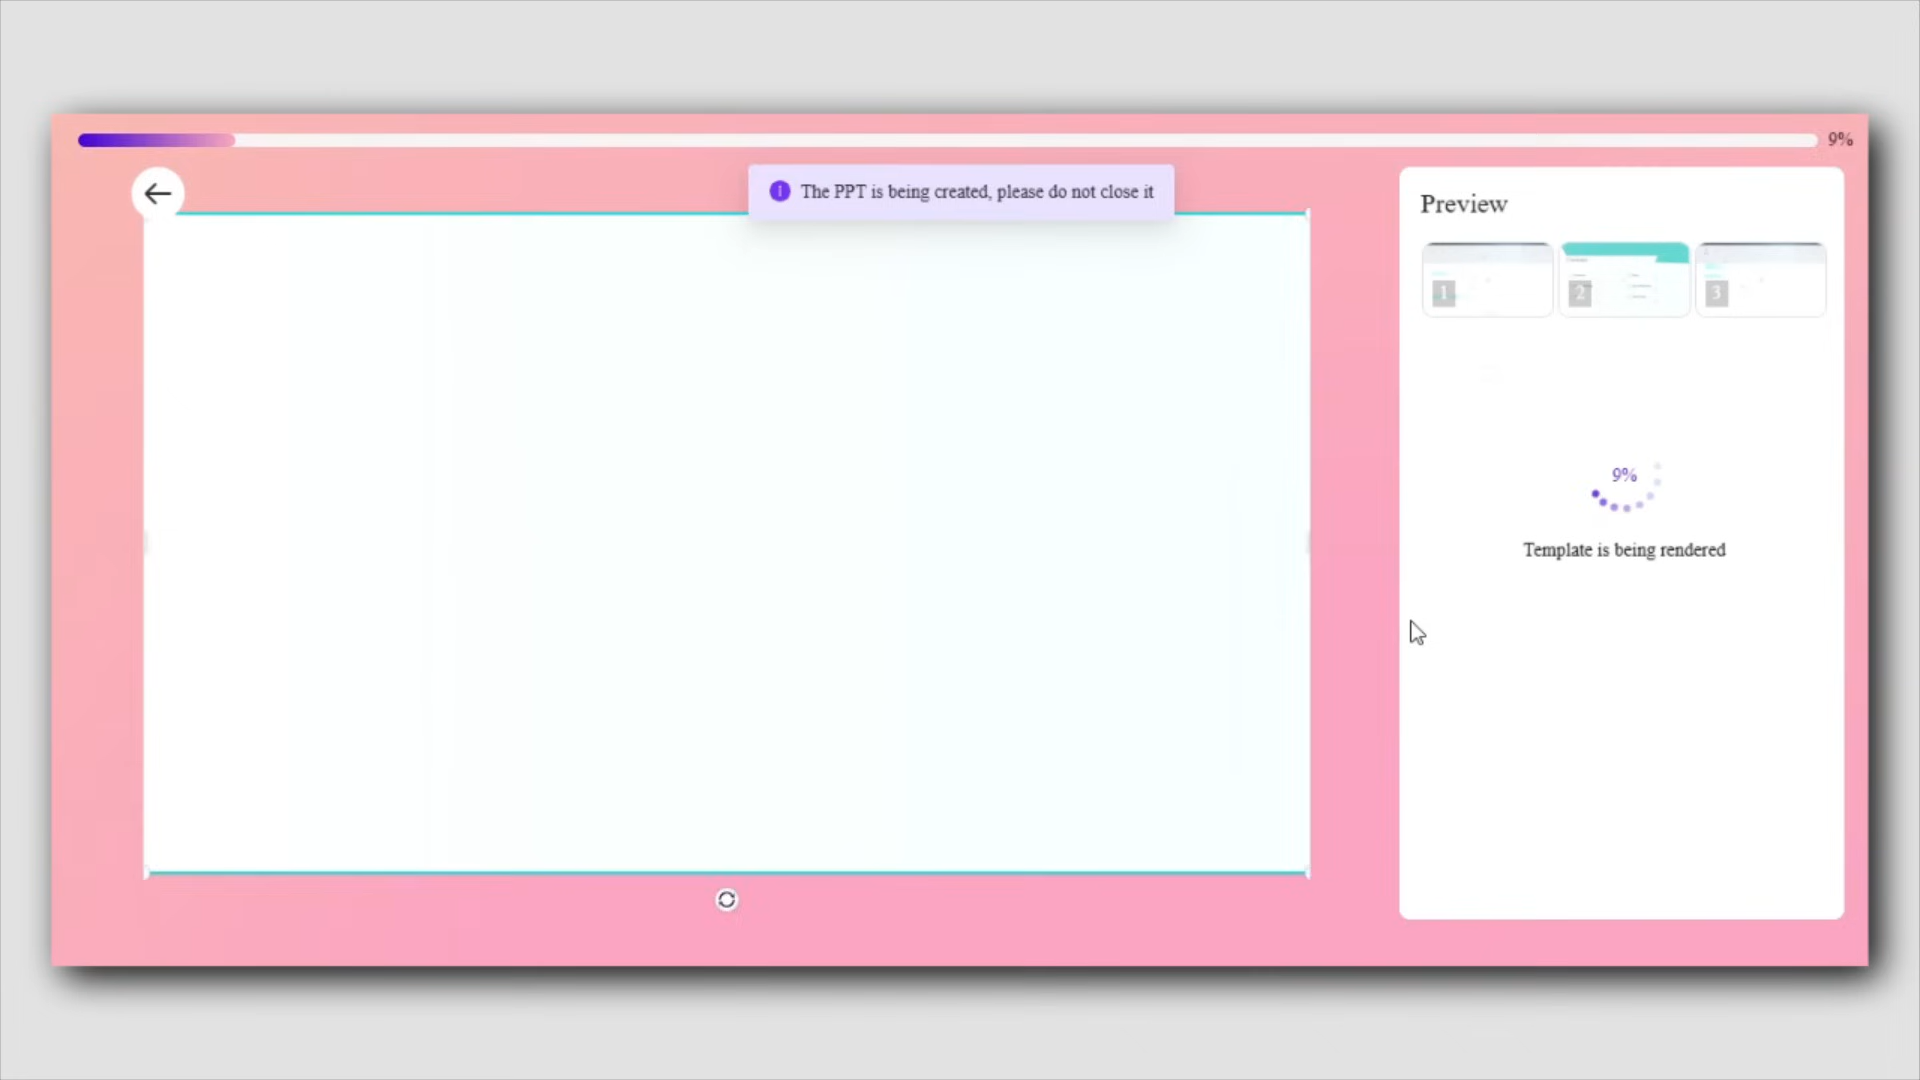 9%
The PPT is being created, please do not close it
Preview
1
2
3
9%
Template is being rendered